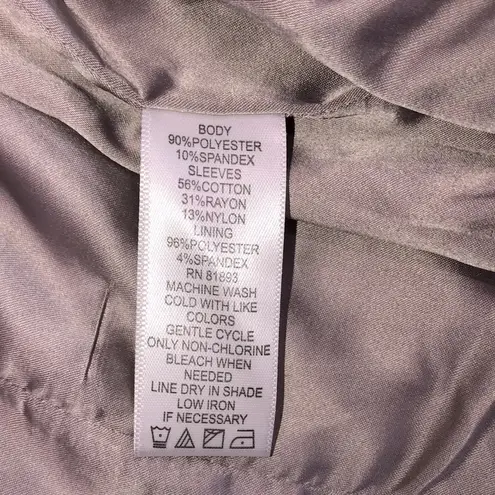 BODY
90%POLYESTER
10%SPANDEX
SLEEVES
56%COTTON
31%RAYON
13%NYLON
LINING
96%POLYESTER
4%SPANDEX
RN 81893
MACHINE WASH
COLD WITH LIKE
COLORS
GENTLE CYCLE
ONLY NON-CHLORINE
BLEACH WHEN
NEEDED
LINE DRY IN SHADE
LOW IRON
IF NECESSARY